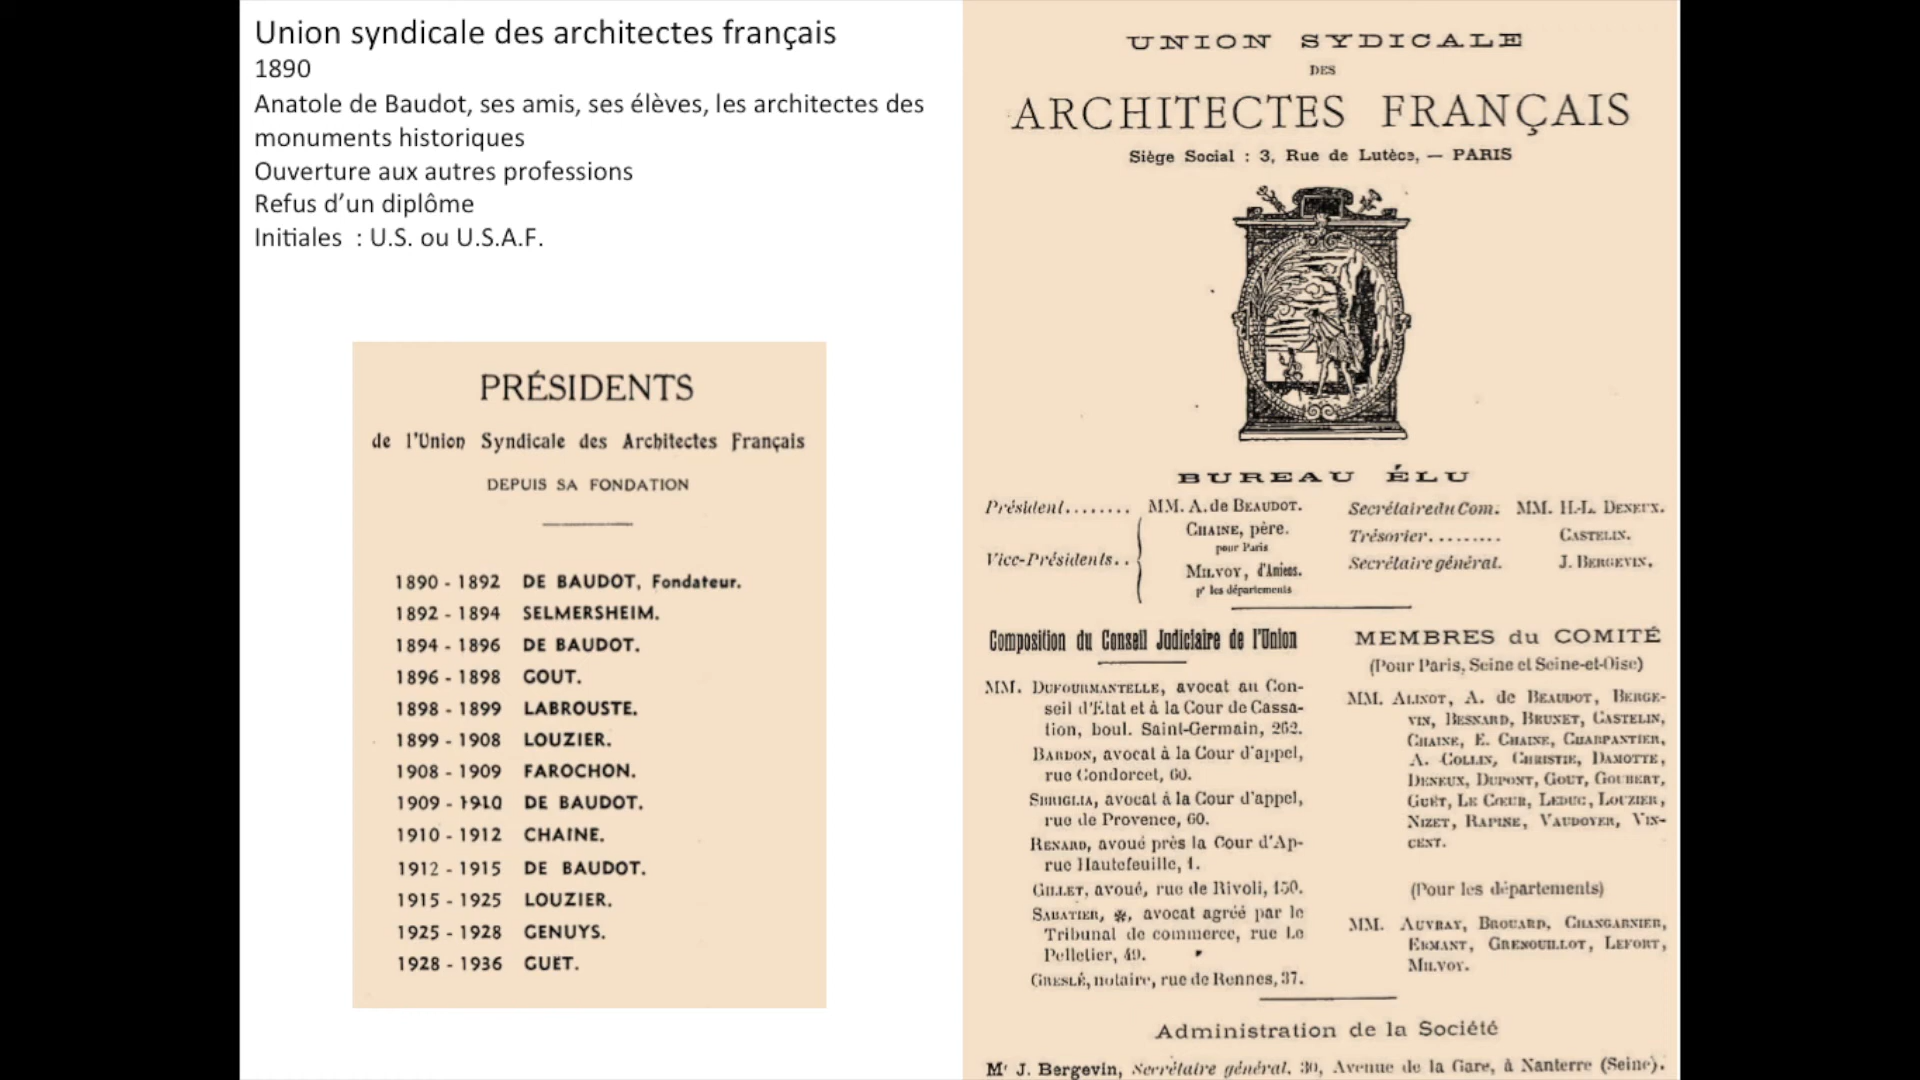 Union syndicale des architectes français
1890
Anatole de Baudot, ses amis, ses élèves, les architectes des
monuments historiques
Ouverture aux autres professions
Refus d’un diplôme
Initiales : U.S. ou U.S.A.F.
PRÉSIDENTS
de l'Union Syndicale des Architectes Français
DEPUIS SA FONDATION
1890 - 1892 DE BAUDOT, Fondateur.
1892 - 1894 SELMERSHEIM.
1894 - 1896 DE BAUDOT.
1896 - 1898 GOUT.
1898 - 1899 LABROUSTE.
1899 - 1908 LOUZIER.
1908 - 1909 FAROCHON.
1909 - 1910 DE BAUDOT.
1910 - 1912 CHAINE.
1912 - 1915 DE BAUDOT.
1915 - 1925 LOUZIER.
1925 - 1928 GENUYS.
1928 - 1936 GUËT.
UNION SYDICALE
DES
ARCHITECTES FRANÇAIS
Siège Social : 3, Rue de Lutèce, — PARIS
BUREAU ÉLU
Président........ MM. A. de BEAUDOT.
Vice-Présidents..
CHAINE, père.
pour Paris
MILVOY, d'Amiens.
pr les départements
Secrétaire du Com. MM. H.-L. DENEUX.
Trésorier......... CASTELIN.
Secrétaire général. J. BERGEVIN.
Composition du Conseil Judiciaire de l'Union
MM. DUFOURMANTELLE, avocat au Con-
seil d'État et à la Cour de Cassa-
tion, boul. Saint-Germain, 262.
BARDON, avocat à la Cour d'appel,
rue Condorcet, 60.
SIRIGLIA, avocat à la Cour d'appel,
rue de Provence, 60.
RENARD, avoué près la Cour d'Ap-
rue Hautefeuille, 1.
GILLET, avoué, rue de Rivoli, 150.
SABATIER, ✻, avocat agréé par le
Tribunal de commerce, rue Le
Pelletier, 49.
GRESLÉ, notaire, rue de Rennes, 37.
MEMBRES du COMITÉ
(Pour Paris, Seine et Seine-et-Oise)
MM. ALINOT, A. de BEAUDOT, BERGE-
VIN, BESNARD, BRUNET, CASTELIN,
CHAINE, E. CHAINE, CHARPANTIER,
A. COLLIN, CHRISTIE, DAMOTTE,
DENEUX, DUPONT, GOUT, GOUBERT,
GUËT, LE CŒUR, LEDUC, LOUZIER,
NIZET, RAPINE, VAUDOYER, VIN-
CENT.
(Pour les départements)
MM. AUVRAY, BROUARD, CHANGARNIER,
ERMANT, GRENOUILLOT, LEFORT,
MILVOY.
Administration de la Société
Mr J. Bergevin, Secrétaire général, 30, Avenue de la Gare, à Nanterre (Seine).